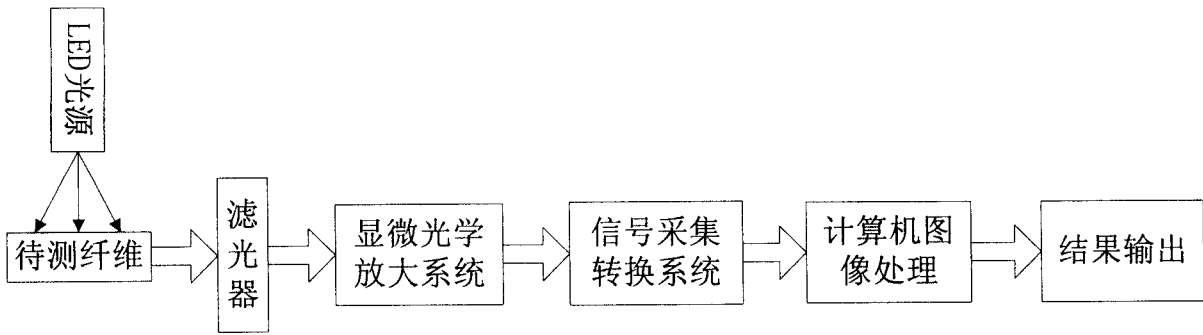 LED光源
待测纤维
滤光器
显微光学
放大系统
信号采集
转换系统
计算机图
像处理
结果输出